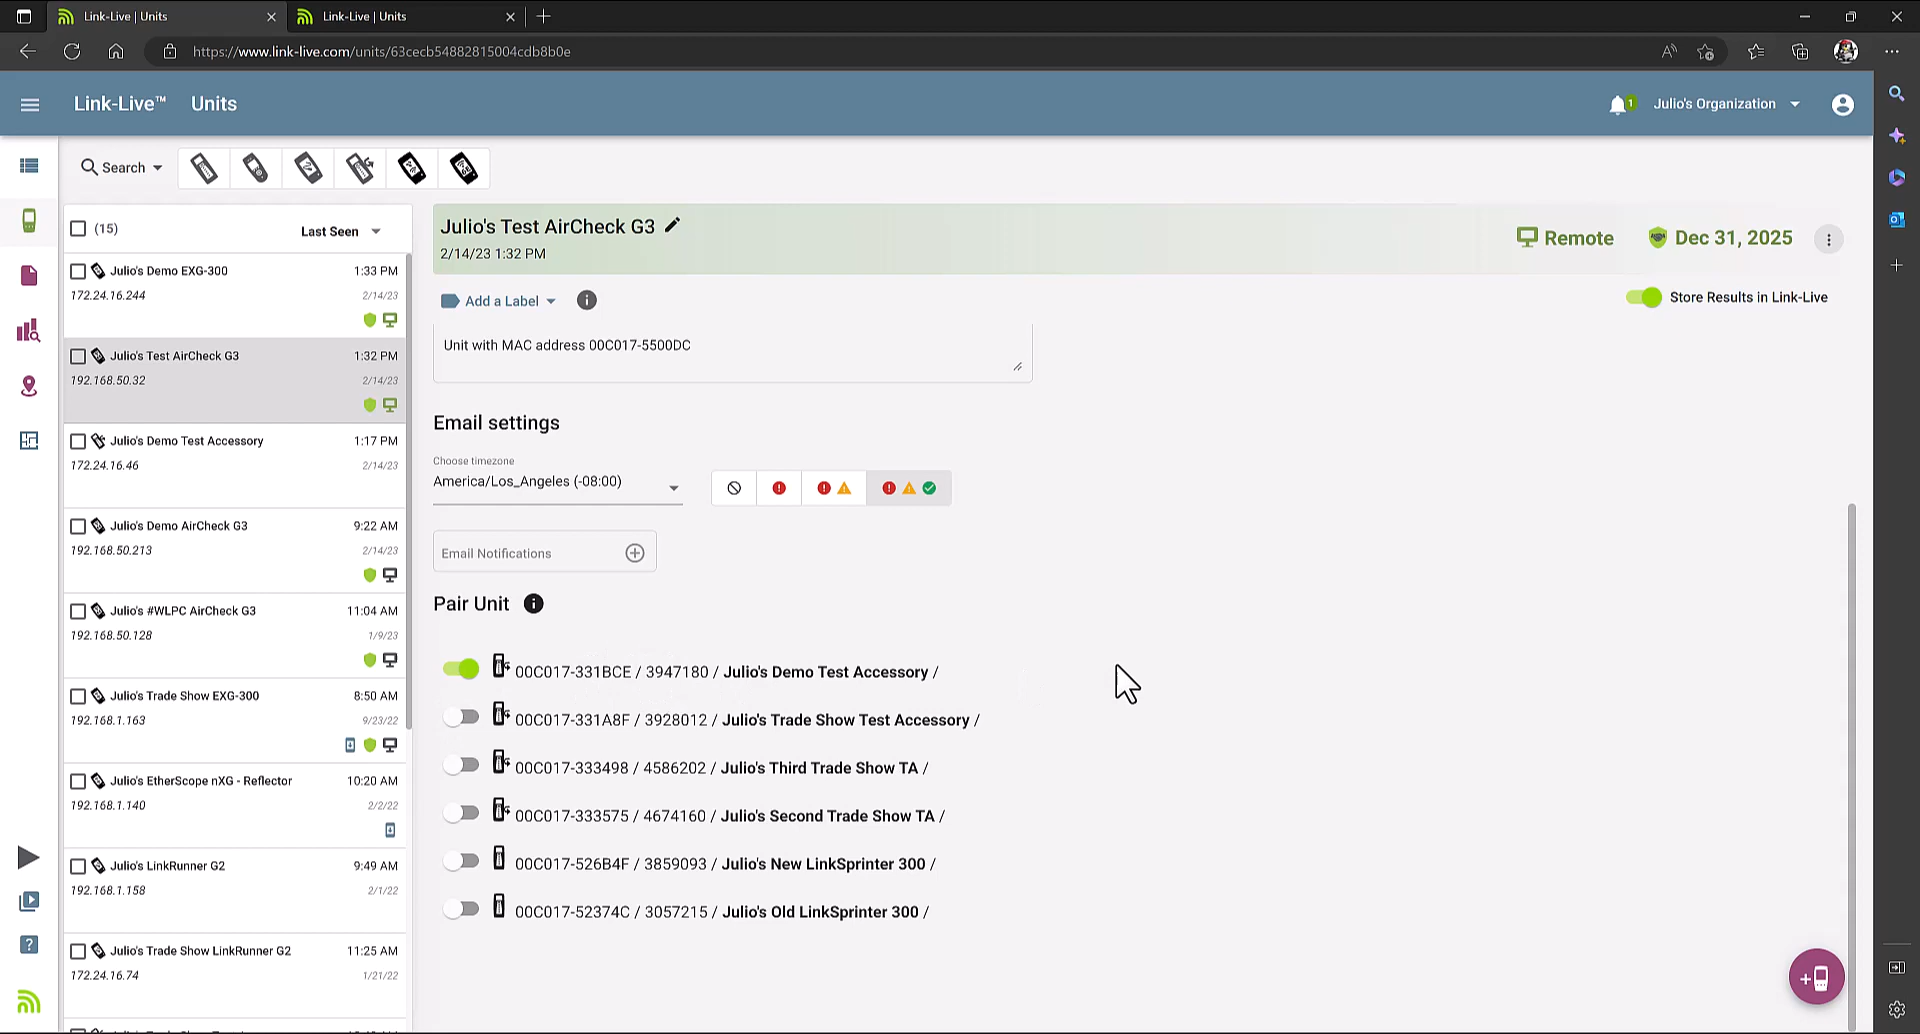 Link-Live | Units
Link-Live | Units
https://www.link-live.com/units/63cecb54882815004cdb8b0e
Link-Live™ Units
1
Julio's Organization
Search
(15)
Last Seen
Julio's Demo EXG-300 1:33 PM
172.24.16.244 2/14/23
Julio's Test AirCheck G3 1:32 PM
192.168.50.32 2/14/23
Julio's Demo Test Accessory 1:17 PM
172.24.16.46 2/14/23
Julio's Demo AirCheck G3 9:22 AM
192.168.50.213 2/14/23
Julio's #WLPC AirCheck G3 11:04 AM
192.168.50.128 1/9/23
Julio's Trade Show EXG-300 8:50 AM
192.168.1.163 9/23/22
Julio's EtherScope nXG - Reflector 10:20 AM
192.168.1.140 2/2/22
Julio's LinkRunner G2 9:49 AM
192.168.1.158 2/1/22
Julio's Trade Show LinkRunner G2 11:25 AM
172.24.16.74 1/21/22
Julio's Test AirCheck G3
2/14/23 1:32 PM
Remote
Dec 31, 2025
Add a Label
Store Results in Link-Live
Unit with MAC address 00C017-5500DC
Email settings
Choose timezone
America/Los_Angeles (-08:00)
Email Notifications
Pair Unit
00C017-331BCE / 3947180 / Julio's Demo Test Accessory /
00C017-331A8F / 3928012 / Julio's Trade Show Test Accessory /
00C017-333498 / 4586202 / Julio's Third Trade Show TA /
00C017-333575 / 4674160 / Julio's Second Trade Show TA /
00C017-526B4F / 3859093 / Julio's New LinkSprinter 300 /
00C017-52374C / 3057215 / Julio's Old LinkSprinter 300 /